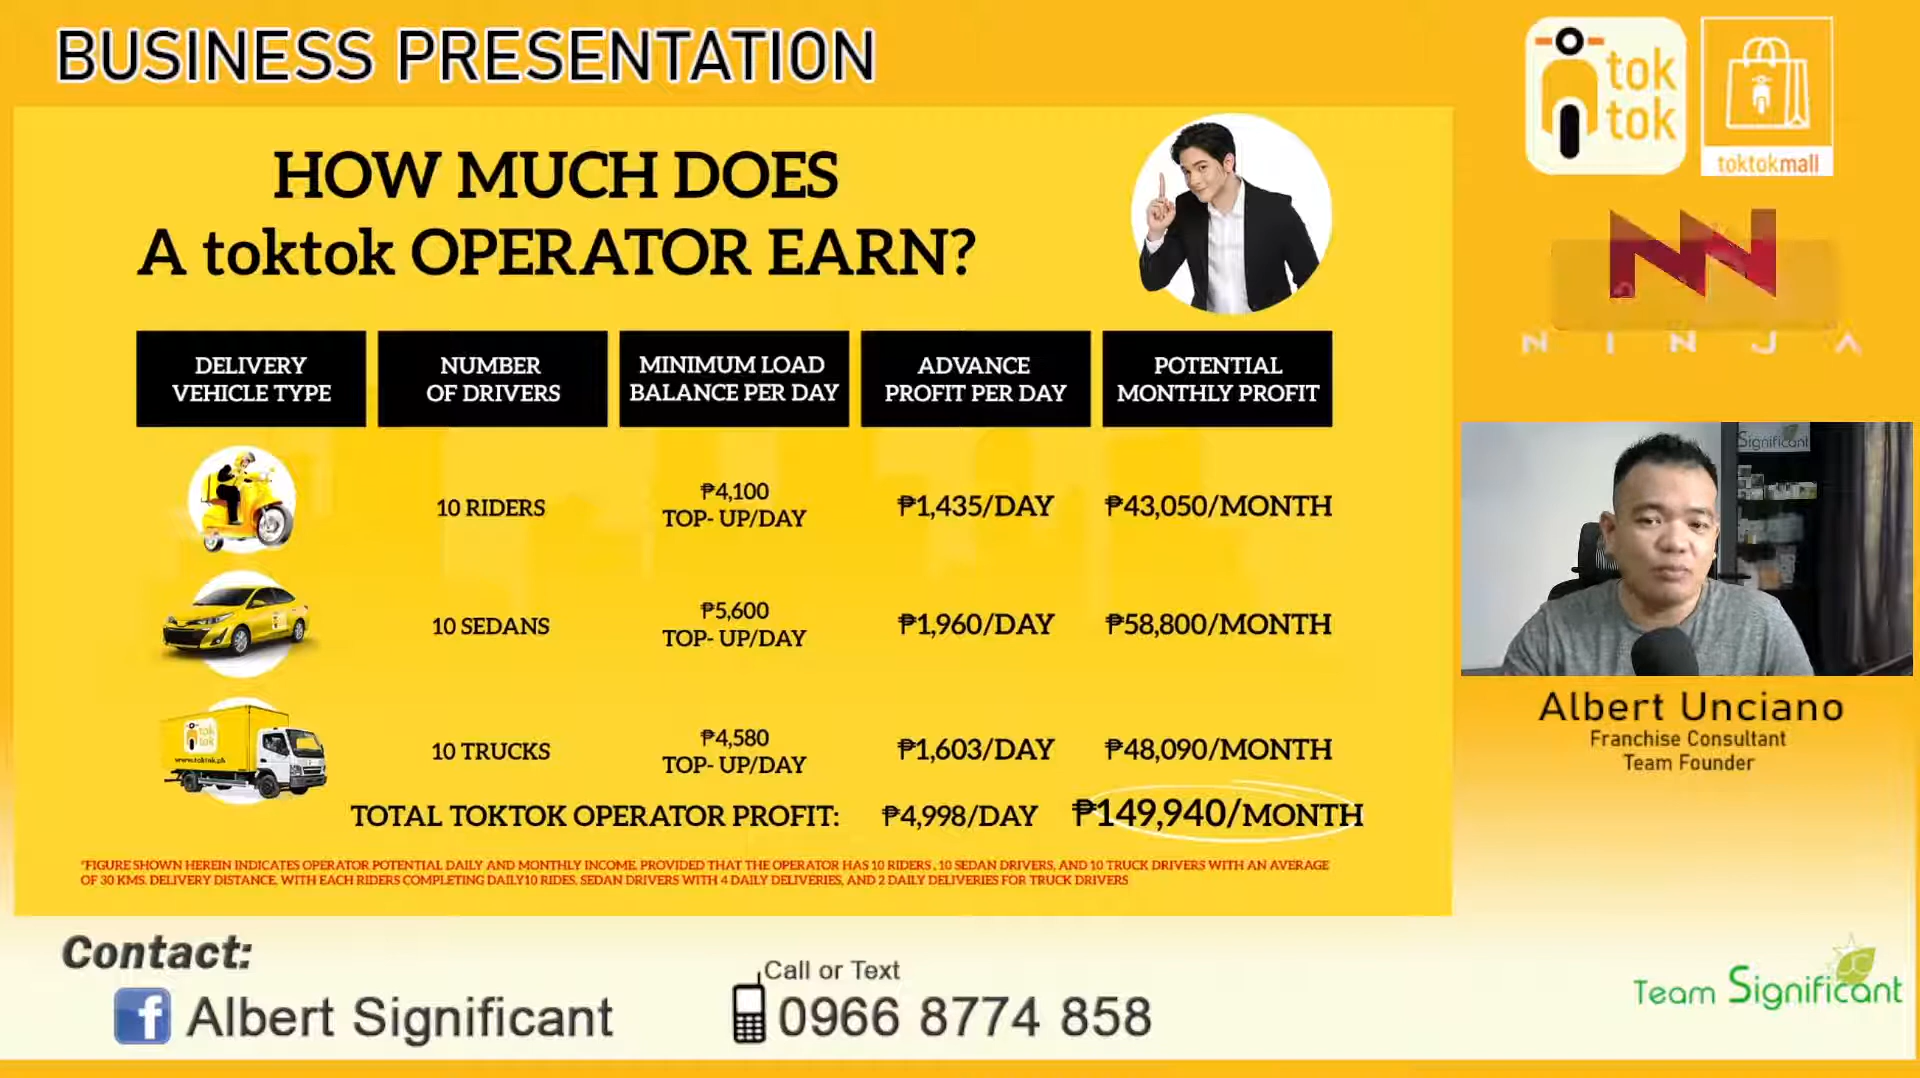 BUSINESS PRESENTATION
tok
tok
toktokmall
HOW MUCH DOES
A toktok OPERATOR EARN?
NINJA
DELIVERY
VEHICLE TYPE
NUMBER
OF DRIVERS
MINIMUM LOAD
BALANCE PER DAY
ADVANCE
PROFIT PER DAY
POTENTIAL
MONTHLY PROFIT
10 RIDERS
₱4,100
TOP- UP/DAY
₱1,435/DAY
₱43,050/MONTH
10 SEDANS
₱5,600
TOP- UP/DAY
₱1,960/DAY
₱58,800/MONTH
tok
tok
www.toktok.ph
10 TRUCKS
₱4,580
TOP- UP/DAY
₱1,603/DAY
₱48,090/MONTH
TOTAL TOKTOK OPERATOR PROFIT: ₱4,998/DAY ₱149,940/MONTH
*FIGURE SHOWN HEREIN INDICATES OPERATOR POTENTIAL DAILY AND MONTHLY INCOME, PROVIDED THAT THE OPERATOR HAS 10 RIDERS , 10 SEDAN DRIVERS, AND 10 TRUCK DRIVERS WITH AN AVERAGE
OF 30 KMS. DELIVERY DISTANCE, WITH EACH RIDERS COMPLETING DAILY10 RIDES, SEDAN DRIVERS WITH 4 DAILY DELIVERIES, AND 2 DAILY DELIVERIES FOR TRUCK DRIVERS
Significant
Albert Unciano
Franchise Consultant
Team Founder
Contact:
Albert Significant
Call or Text
0966 8774 858
JC
Team Significant